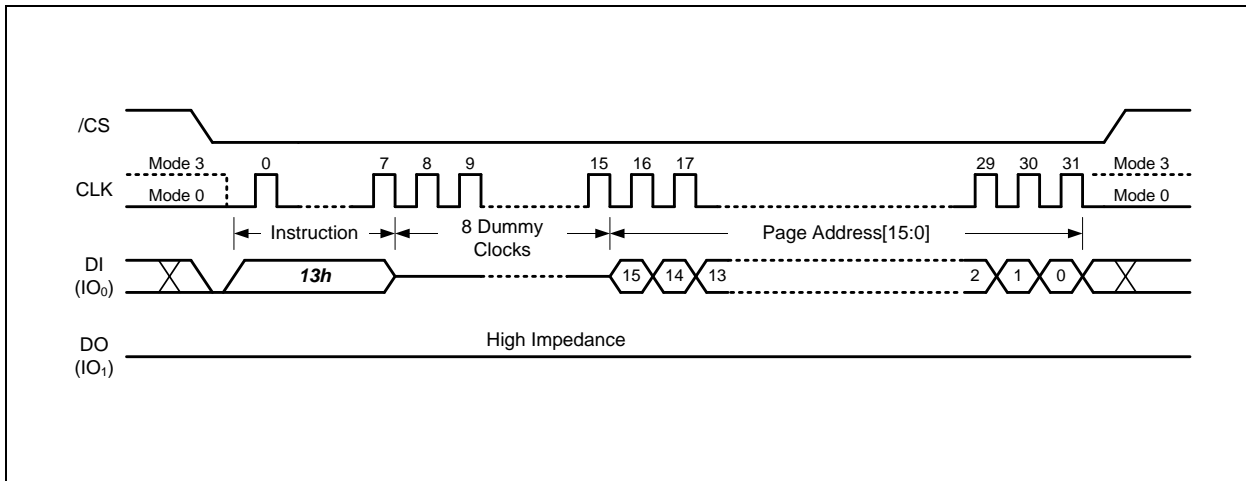 /CS
Mode 3 0 7 8 9 15 16 17 29 30 31 Mode 3
CLK
Mode 0 Mode 0
Instruction 8 Dummy Clocks Page Address[15:0]
DI (IO₀) 13h 15 14 13 2 1 0
High Impedance
DO (IO₁)